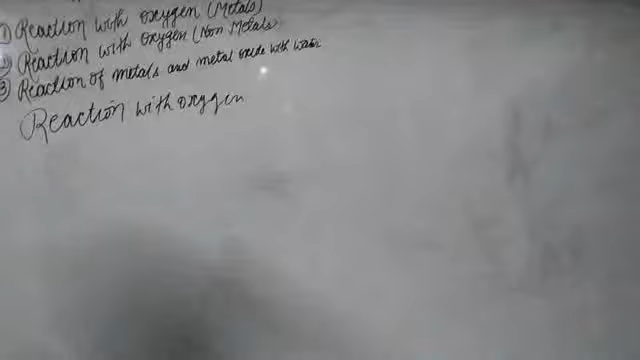 ① Reaction with oxygen (Metals)
② Reaction with Oxygen (Non Metals
③ Reaction of metals and metal oxide with water
Reaction with oxygen